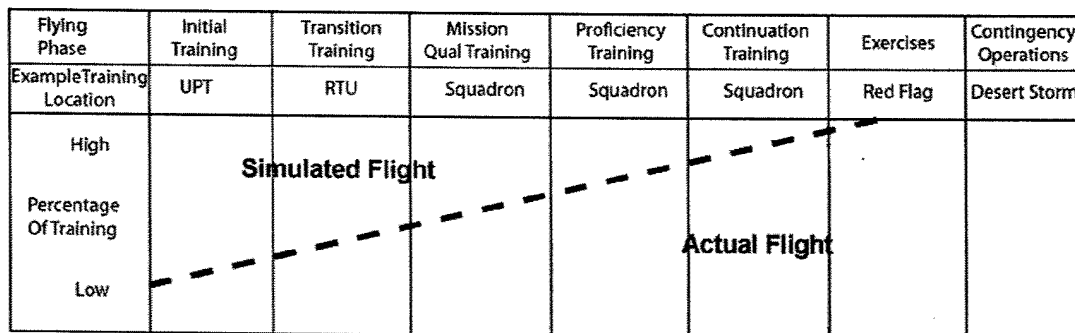 Flying Phase
Initial Training
Transition Training
Mission Qual Training
Proficiency Training
Continuation Training
Exercises
Contingency Operations
ExampleTraining Location
UPT
RTU
Squadron
Squadron
Squadron
Red Flag
Desert Storm
High
Simulated Flight
Percentage Of Training
Actual Flight
Low